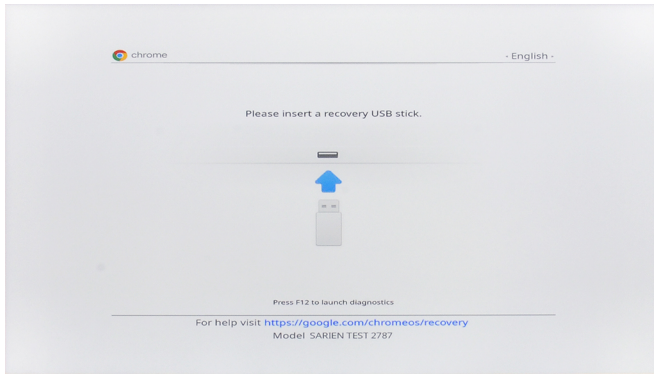 chrome
- English -
Please insert a recovery USB stick.
Press F12 to launch diagnostics
For help visit https://google.com/chromeos/recovery
Model SARIEN TEST 2787